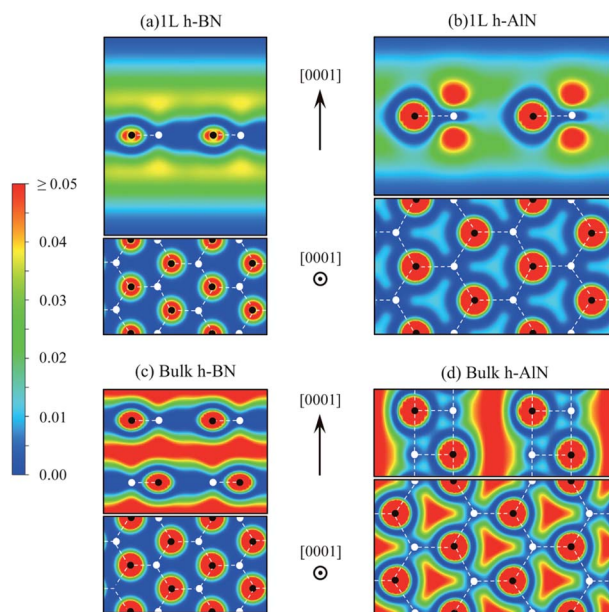 (a)1L h-BN
(b)1L h-AlN
[0001]
≥ 0.05
0.04
0.03
0.02
0.01
0.00
[0001]
(c) Bulk h-BN
(d) Bulk h-AlN
[0001]
[0001]